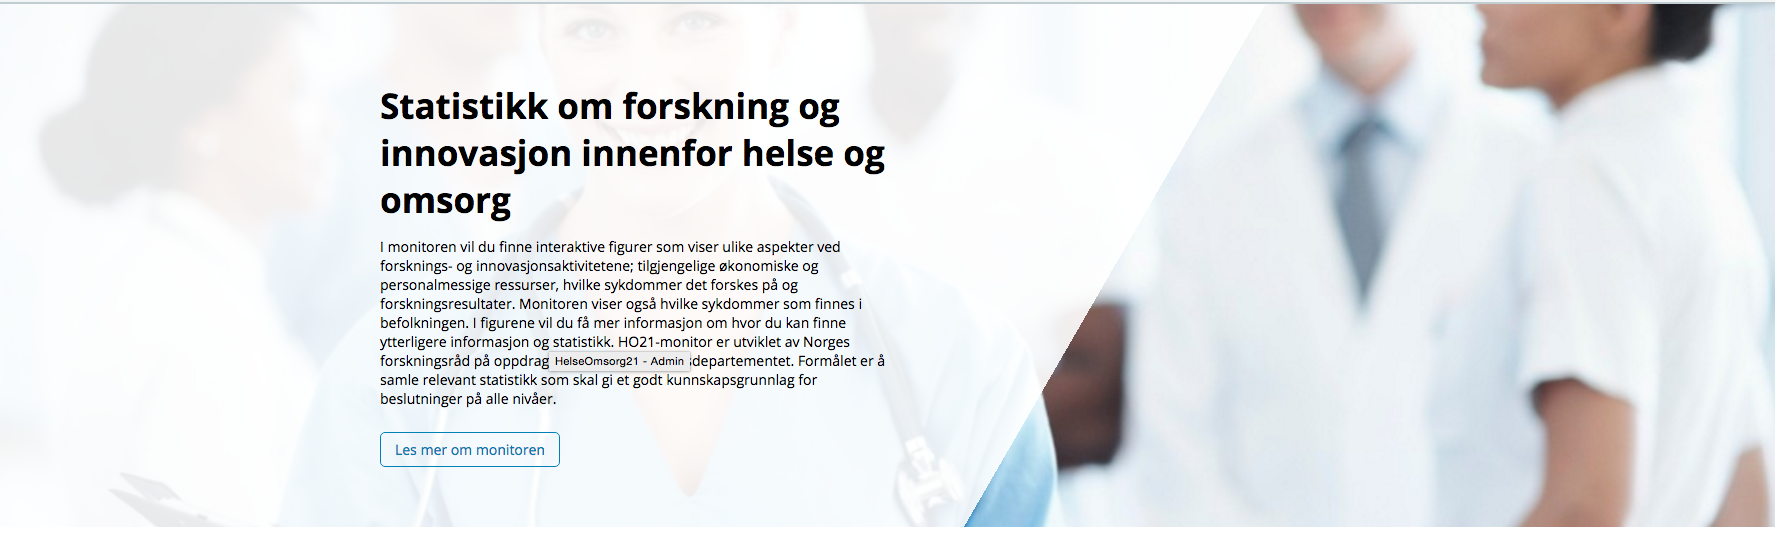 Statistikk om forskning og
innovasjon innenfor helse og
omsorg
I monitoren vil du finne interaktive figurer som viser ulike aspekter ved
forsknings- og innovasjonsaktivitetene; tilgjengelige økonomiske og
personalmessige ressurser, hvilke sykdommer det forskes på og
forskningsresultater. Monitoren viser også hvilke sykdommer som finnes i
befolkningen. I figurene vil du få mer informasjon om hvor du kan finne
ytterligere informasjon og statistikk. HO21-monitor er utviklet av Norges
forskningsråd på oppdrag HelseOmsorg21 - Admin sdepartementet. Formålet er å
samle relevant statistikk som skal gi et godt kunnskapsgrunnlag for
beslutninger på alle nivåer.
Les mer om monitoren